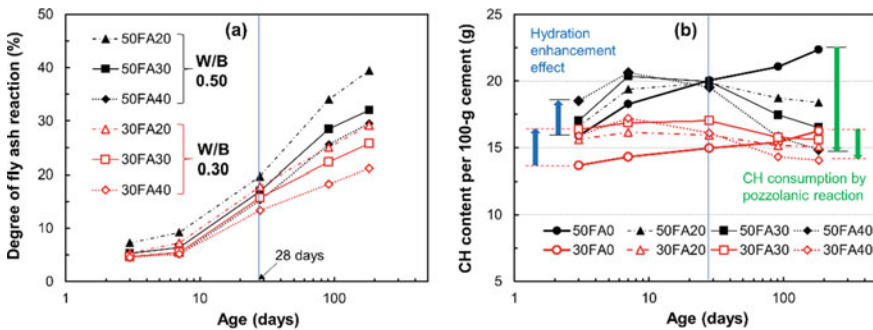 (a)
50FA20
50FA30
50FA40
W/B
0.50
30FA20
30FA30
30FA40
W/B
0.30
28 days
Degree of fly ash reaction (%)
50
40
30
20
10
0
1
10
100
Age (days)
(b)
Hydration
enhancement
effect
CH consumption by
pozzolanic reaction
50FA0
50FA20
50FA30
50FA40
30FA0
30FA20
30FA30
30FA40
CH content per 100-g cement (g)
25
20
15
10
5
1
10
100
Age (days)